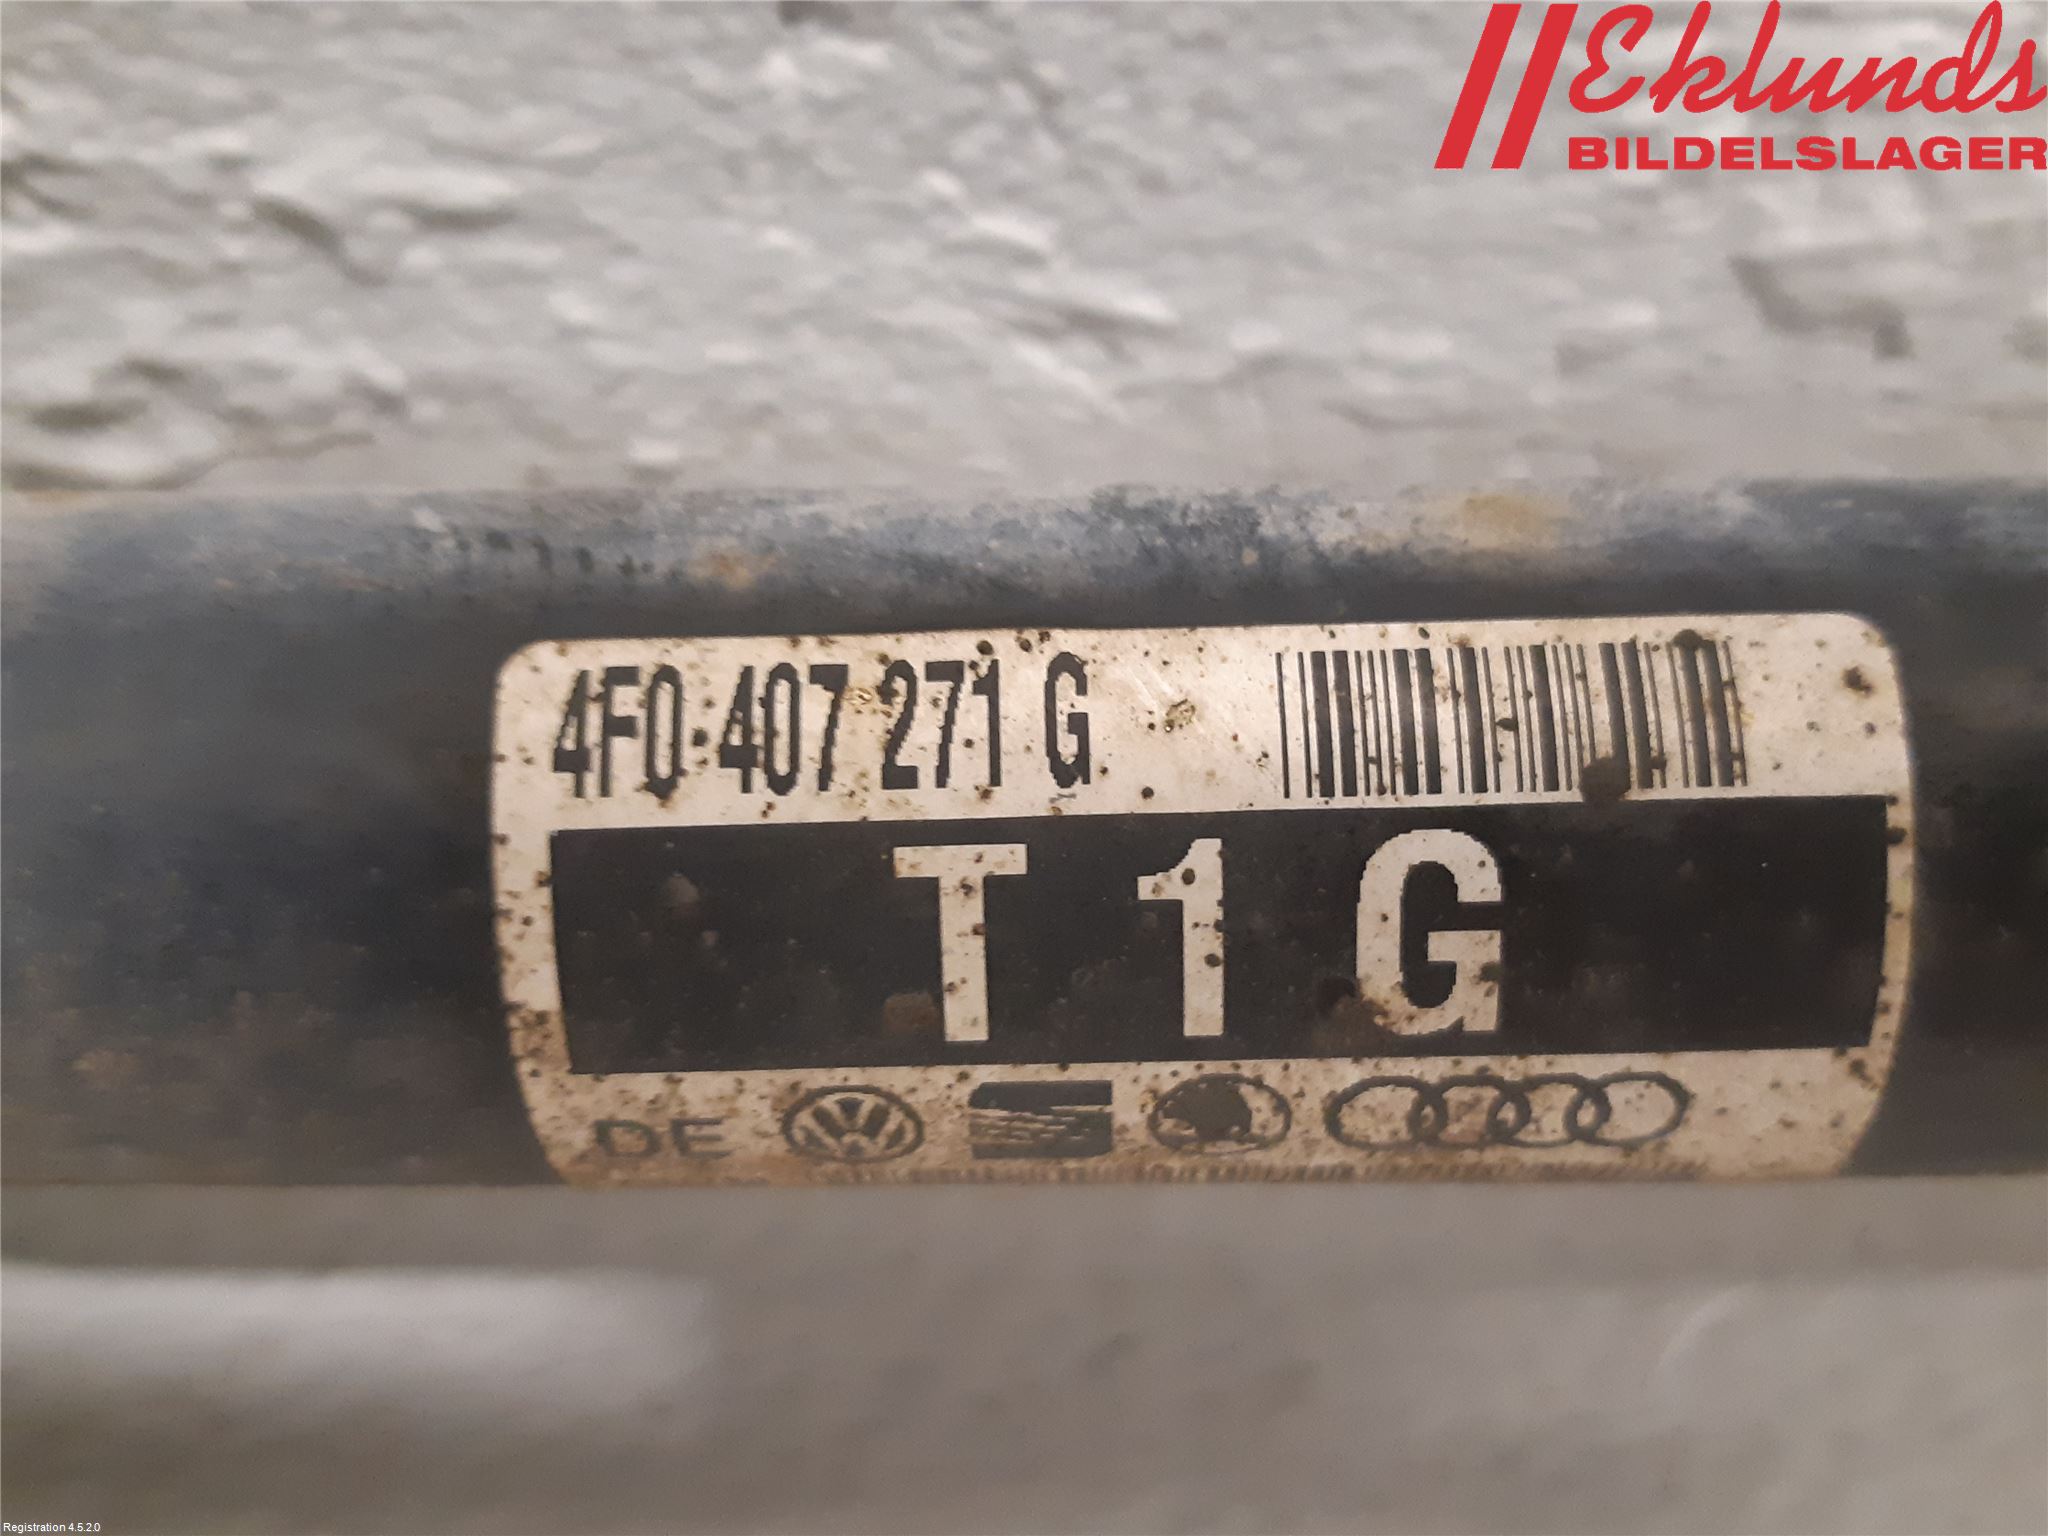 Eklunds
BILDELSLAGER
4F0 407 271 G
T 1 G
DE
Registration 4.5.2.0